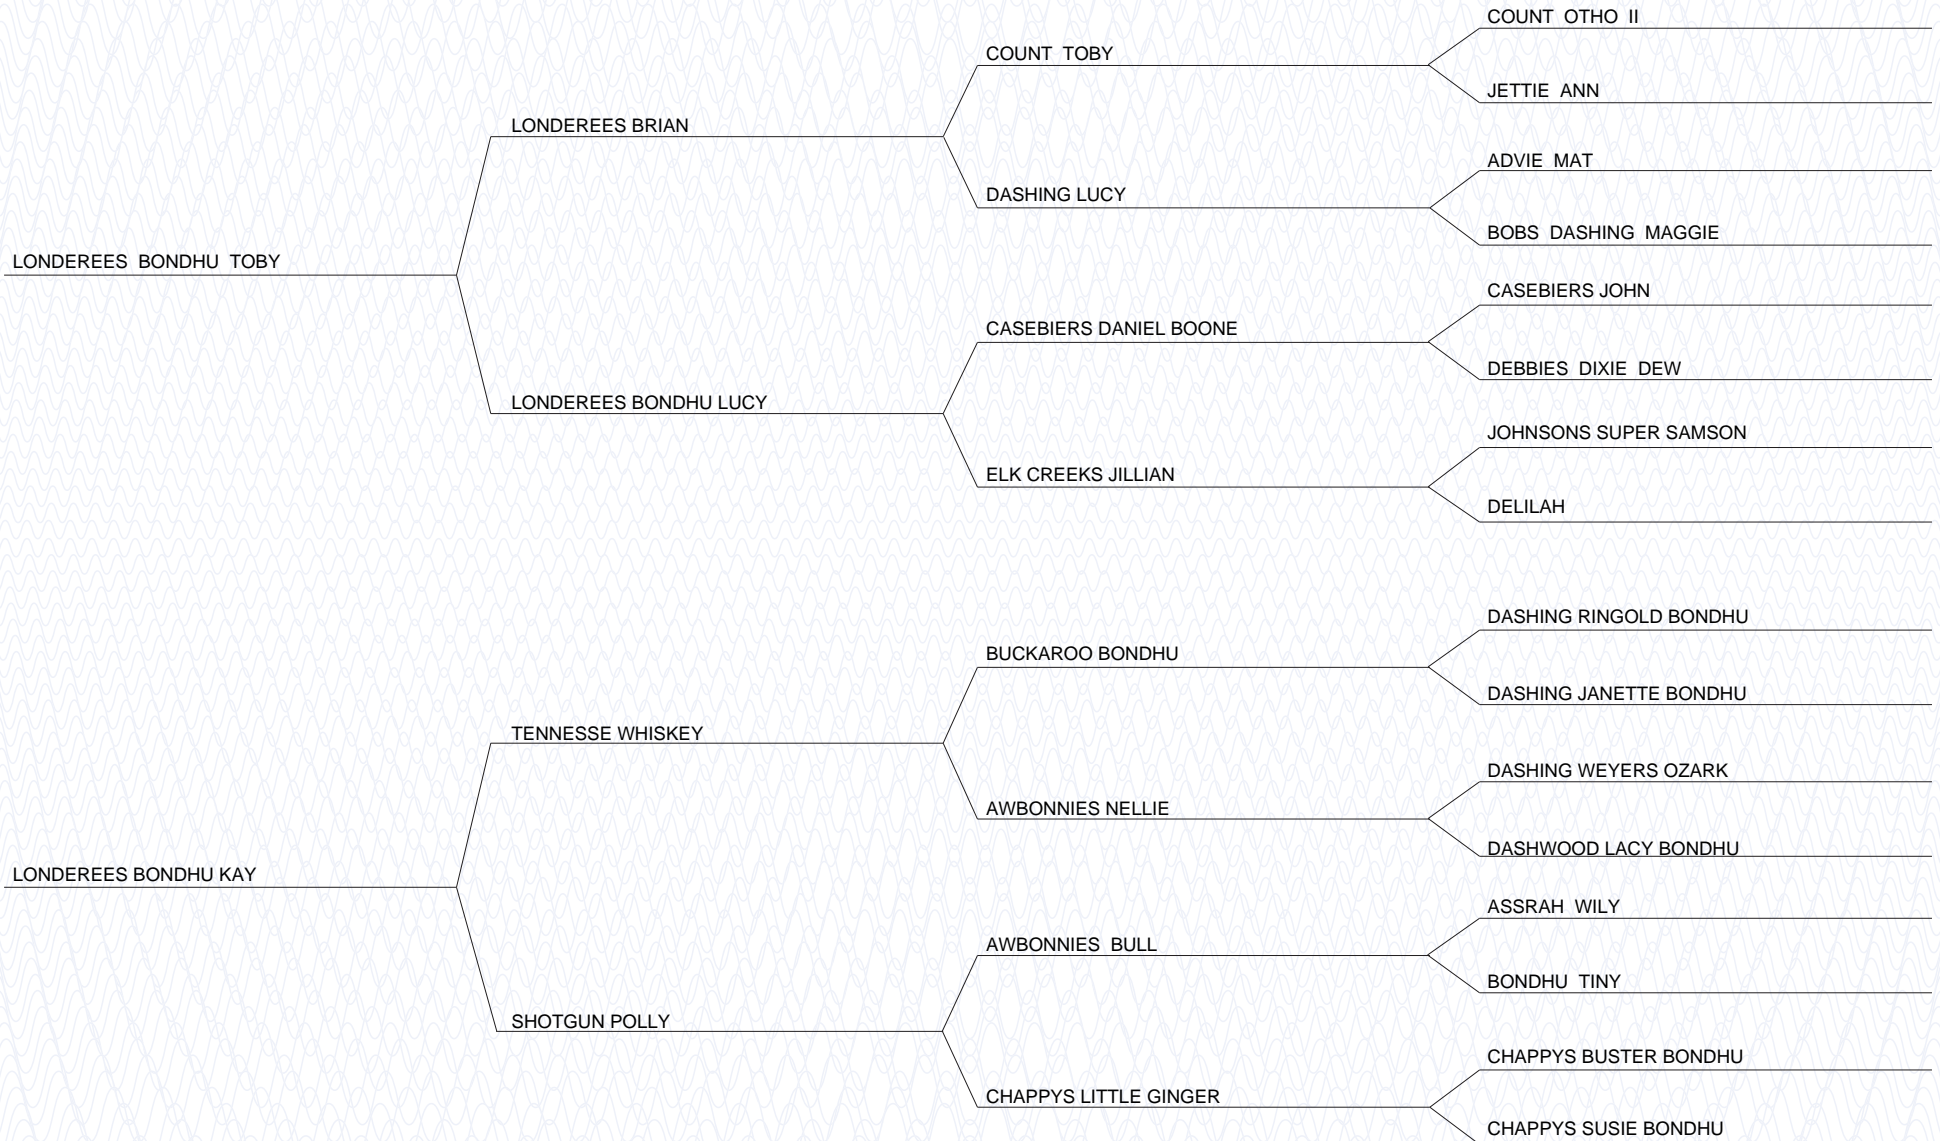 COUNT OTHO II
COUNT TOBY
JETTIE ANN
LONDEREES BRIAN
ADVIE MAT
DASHING LUCY
BOBS DASHING MAGGIE
LONDEREES BONDHU TOBY
CASEBIERS JOHN
CASEBIERS DANIEL BOONE
DEBBIES DIXIE DEW
LONDEREES BONDHU LUCY
JOHNSONS SUPER SAMSON
ELK CREEKS JILLIAN
DELILAH
DASHING RINGOLD BONDHU
BUCKAROO BONDHU
DASHING JANETTE BONDHU
TENNESSE WHISKEY
DASHING WEYERS OZARK
AWBONNIES NELLIE
DASHWOOD LACY BONDHU
LONDEREES BONDHU KAY
ASSRAH WILY
AWBONNIES BULL
BONDHU TINY
SHOTGUN POLLY
CHAPPYS BUSTER BONDHU
CHAPPYS LITTLE GINGER
CHAPPYS SUSIE BONDHU